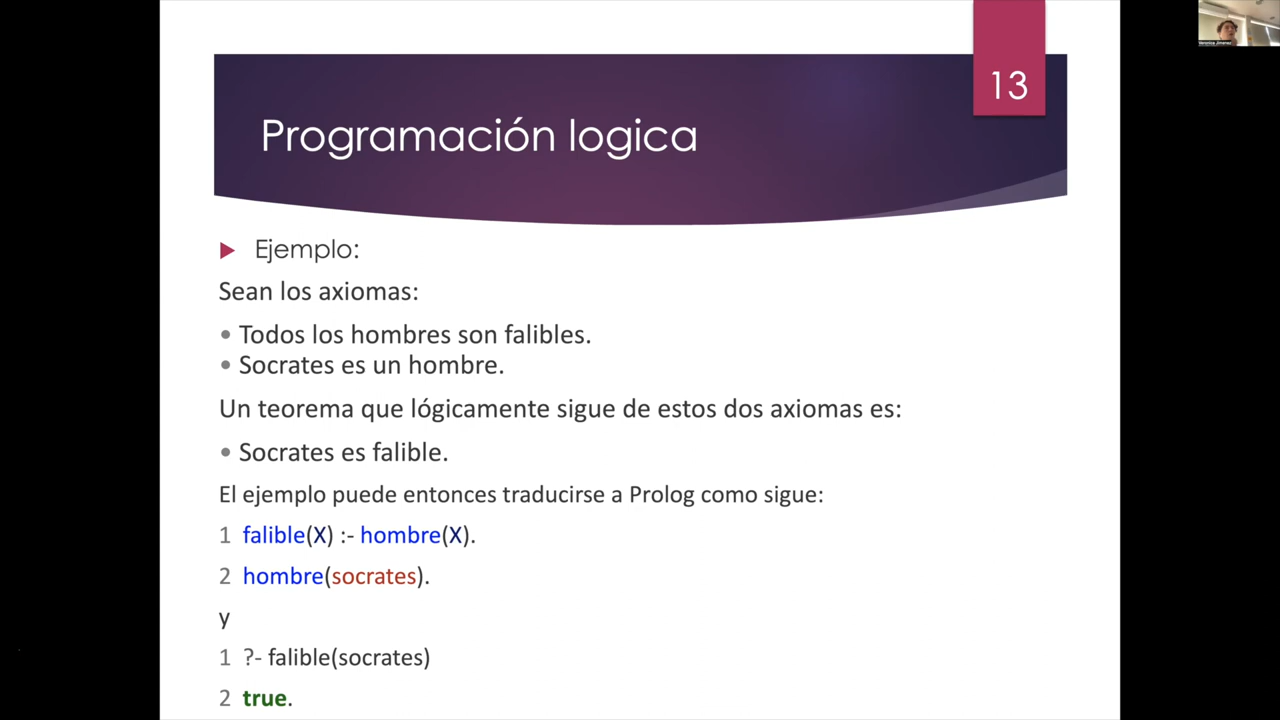 13
Programación logica
Ejemplo:
Sean los axiomas:
• Todos los hombres son falibles.
• Socrates es un hombre.
Un teorema que lógicamente sigue de estos dos axiomas es:
• Socrates es falible.
El ejemplo puede entonces traducirse a Prolog como sigue:
1 falible(X) :- hombre(X).
2 hombre(socrates).
y
1 ?- falible(socrates)
2 true.